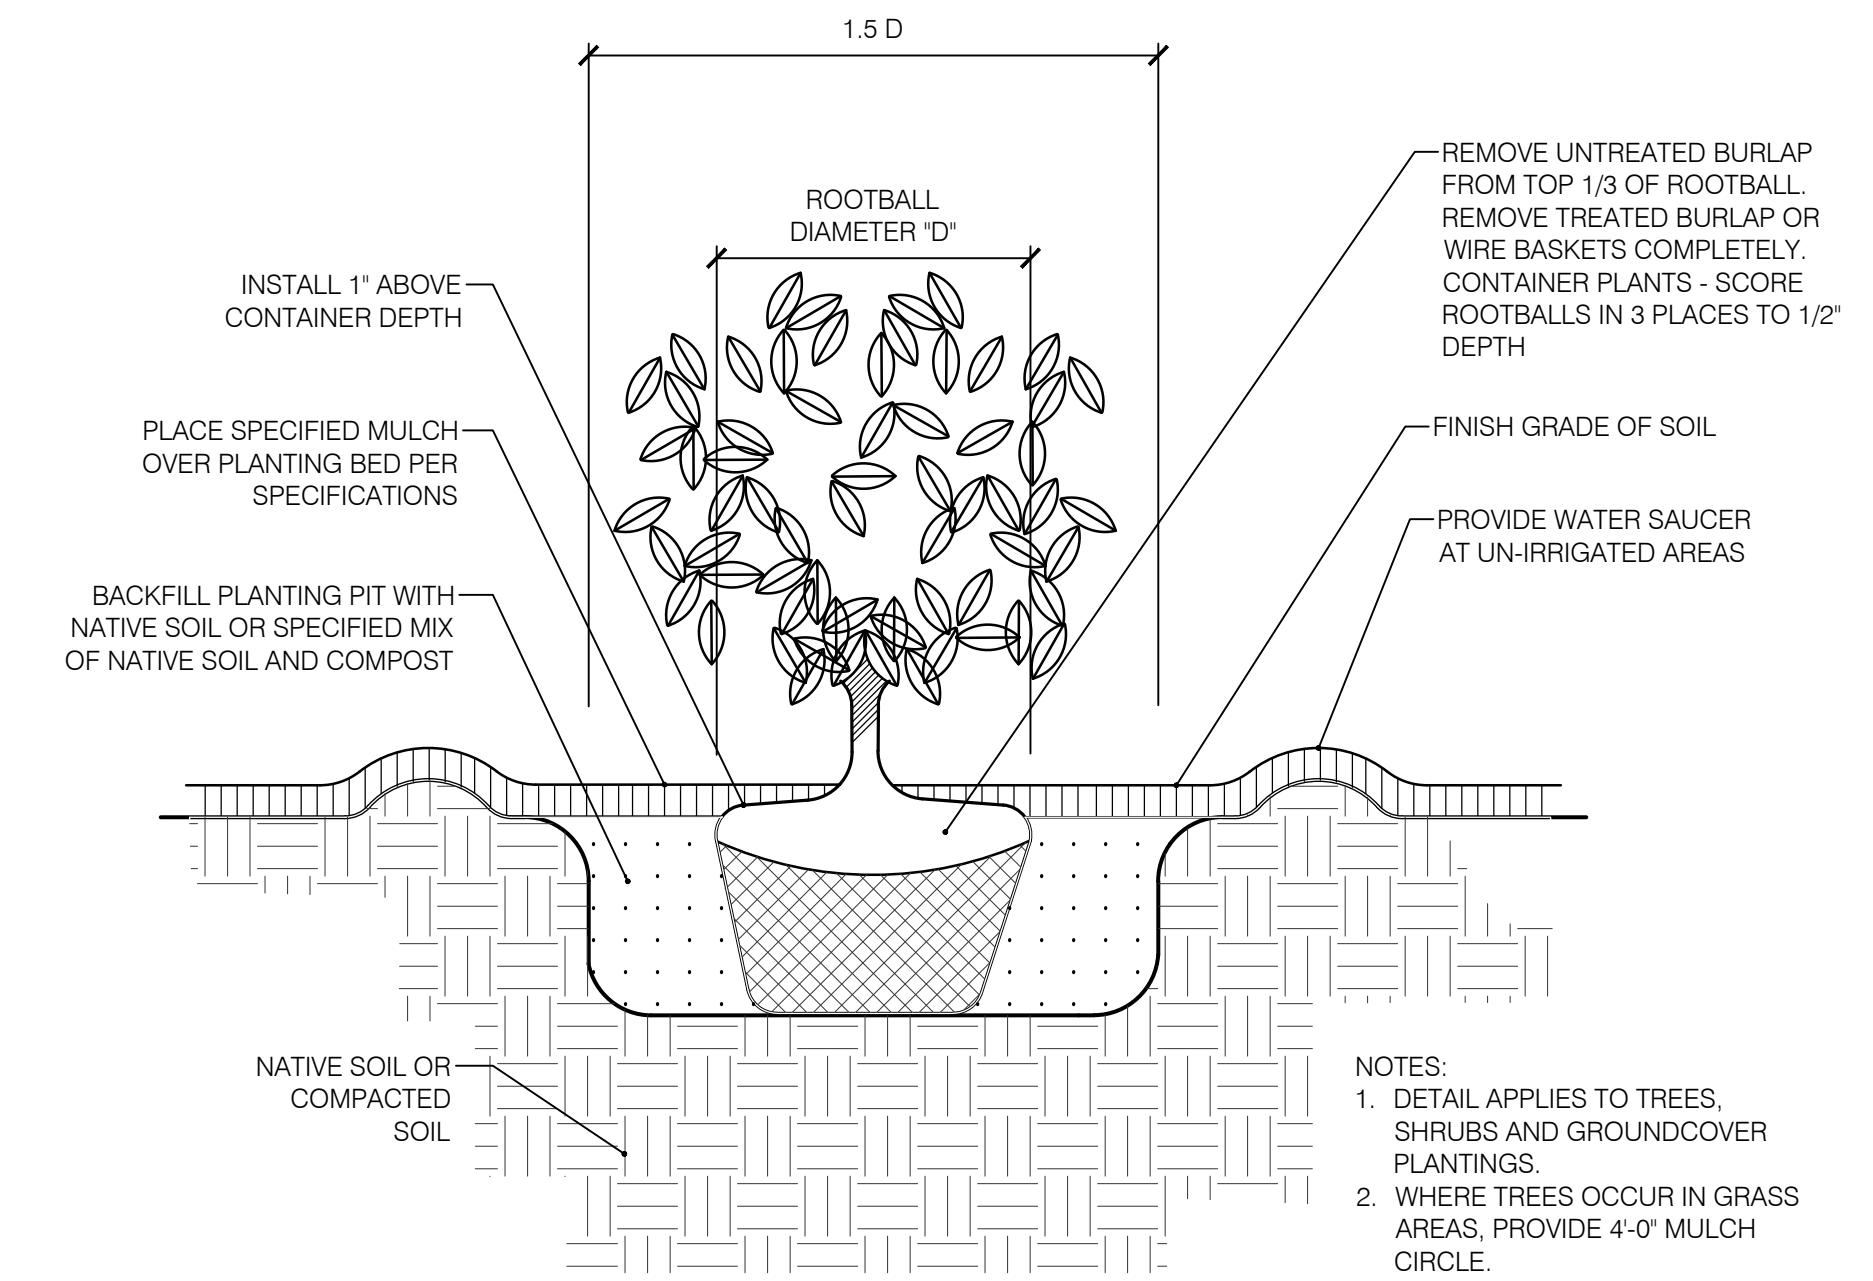 1.5 D
ROOTBALL
DIAMETER "D"
INSTALL 1" ABOVE
CONTAINER DEPTH
PLACE SPECIFIED MULCH
OVER PLANTING BED PER
SPECIFICATIONS
BACKFILL PLANTING PIT WITH
NATIVE SOIL OR SPECIFIED MIX
OF NATIVE SOIL AND COMPOST
NATIVE SOIL OR
COMPACTED
SOIL
REMOVE UNTREATED BURLAP
FROM TOP 1/3 OF ROOTBALL.
REMOVE TREATED BURLAP OR
WIRE BASKETS COMPLETELY.
CONTAINER PLANTS - SCORE
ROOTBALLS IN 3 PLACES TO 1/2"
DEPTH
FINISH GRADE OF SOIL
PROVIDE WATER SAUCER
AT UN-IRRIGATED AREAS
NOTES:
1. DETAIL APPLIES TO TREES,
SHRUBS AND GROUNDCOVER
PLANTINGS.
2. WHERE TREES OCCUR IN GRASS
AREAS, PROVIDE 4'-0" MULCH
CIRCLE.